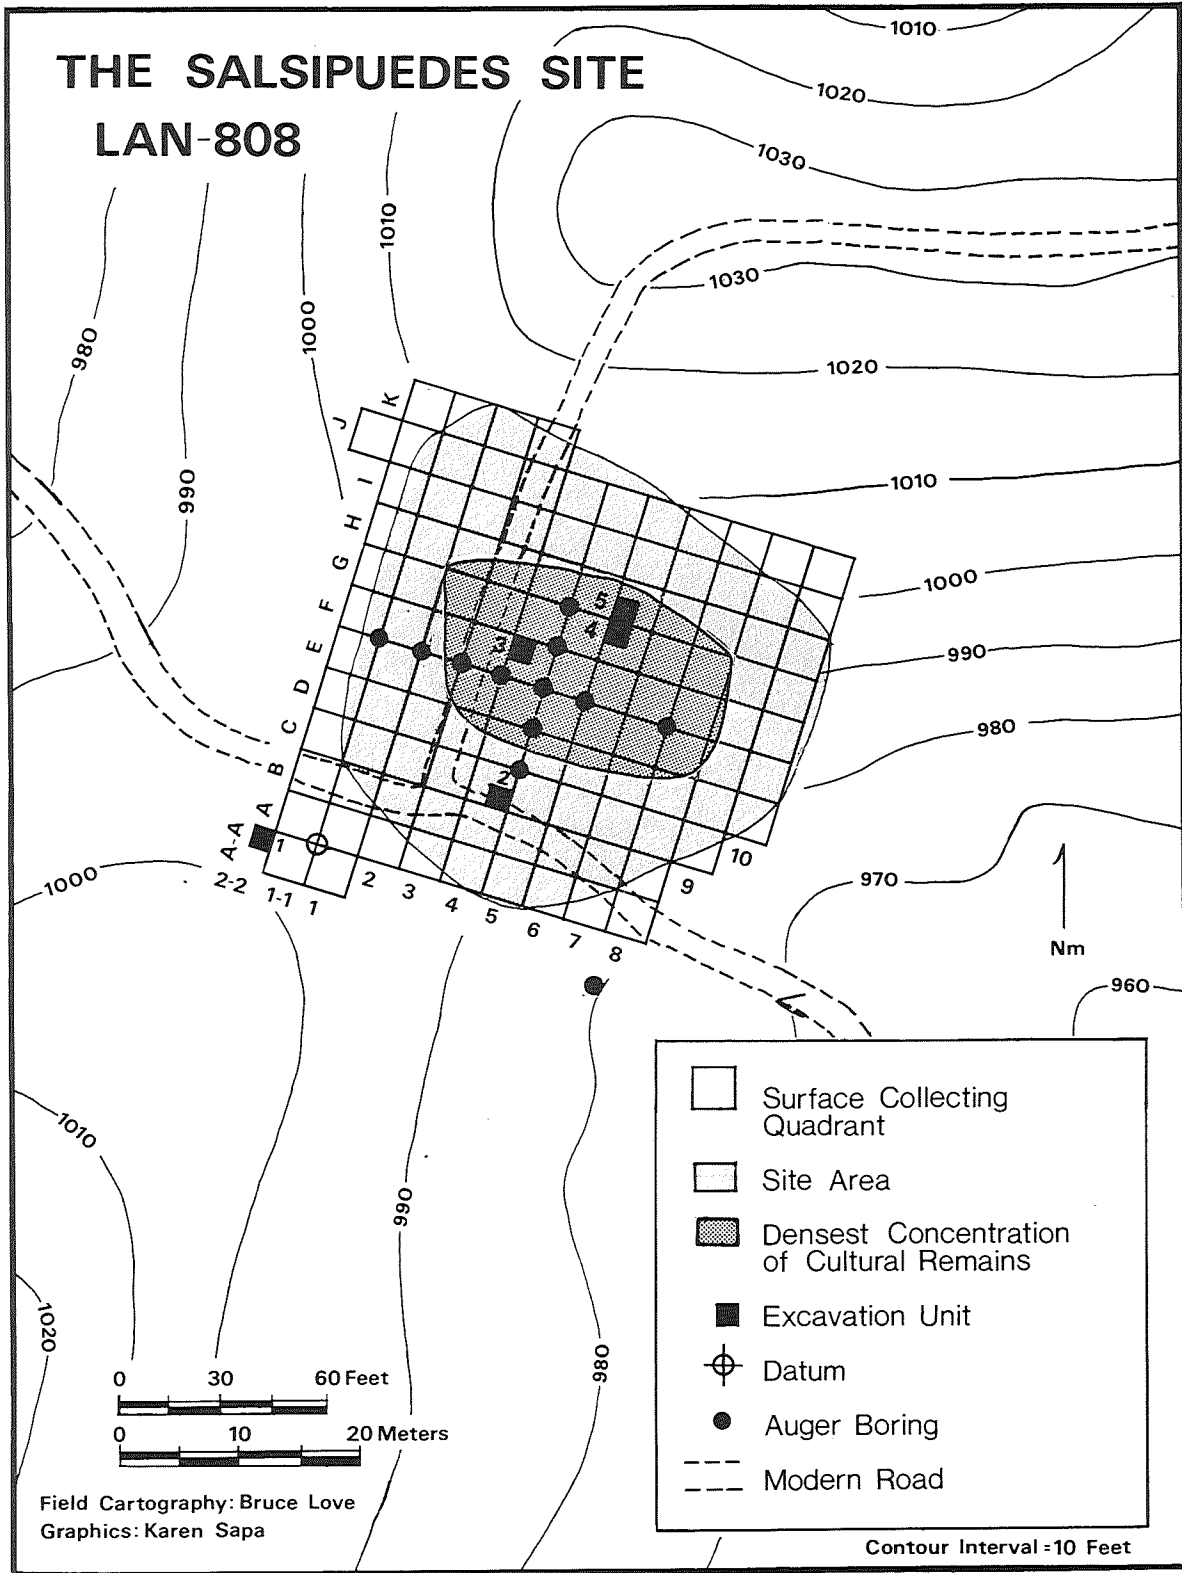 THE SALSIPUEDES SITE
LAN-808
1010
1020
1030
1030
1020
1010
1000
990
980
970
960
1010
1000
990
980
1000
1010
1020
990
980
K
J
I
H
G
F
E
D
C
B
A
A-A
2-2
1-1
1
2
3
4
5
6
7
8
9
10
5
4
3
2
1
Nm
Surface Collecting
Quadrant
Site Area
Densest Concentration
of Cultural Remains
Excavation Unit
Datum
Auger Boring
Modern Road
0 30 60 Feet
0 10 20 Meters
Field Cartography: Bruce Love
Graphics: Karen Sapa
Contour Interval = 10 Feet